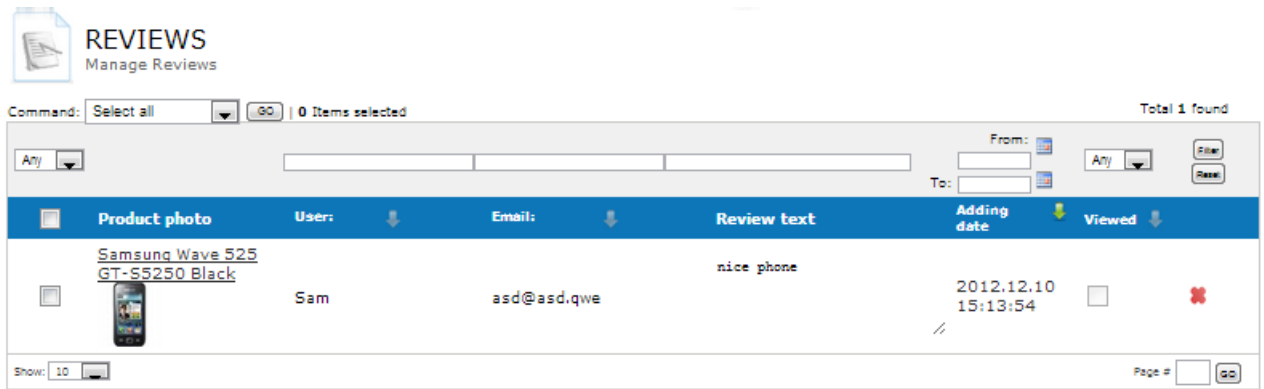 REVIEWS
Manage Reviews
Command: Select all GO | 0 Items selected Total 1 found
Any From: Any Filter
To: Reset
Product photo User: Email: Review text Adding date Viewed
Samsung Wave 525
GT-S5250 Black
nice phone
Sam asd@asd.qwe 2012.12.10
15:13:54
Show: 10 Page # GO